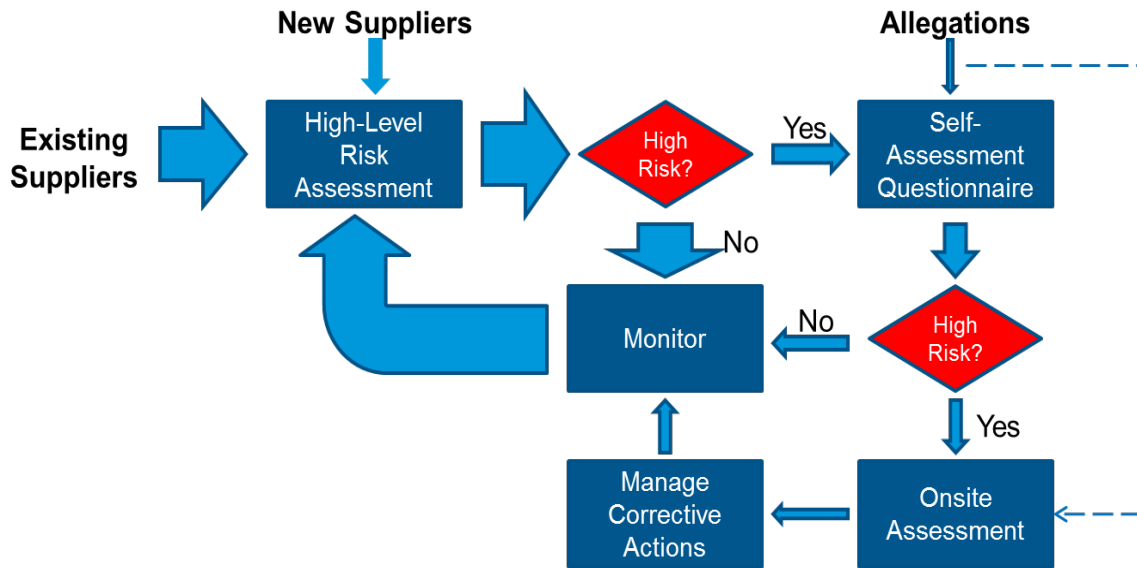 New Suppliers
Allegations
Existing
Suppliers
High-Level
Risk
Assessment
High
Risk?
Yes
Self-
Assessment
Questionnaire
No
Monitor
No
High
Risk?
Yes
Manage
Corrective
Actions
Onsite
Assessment